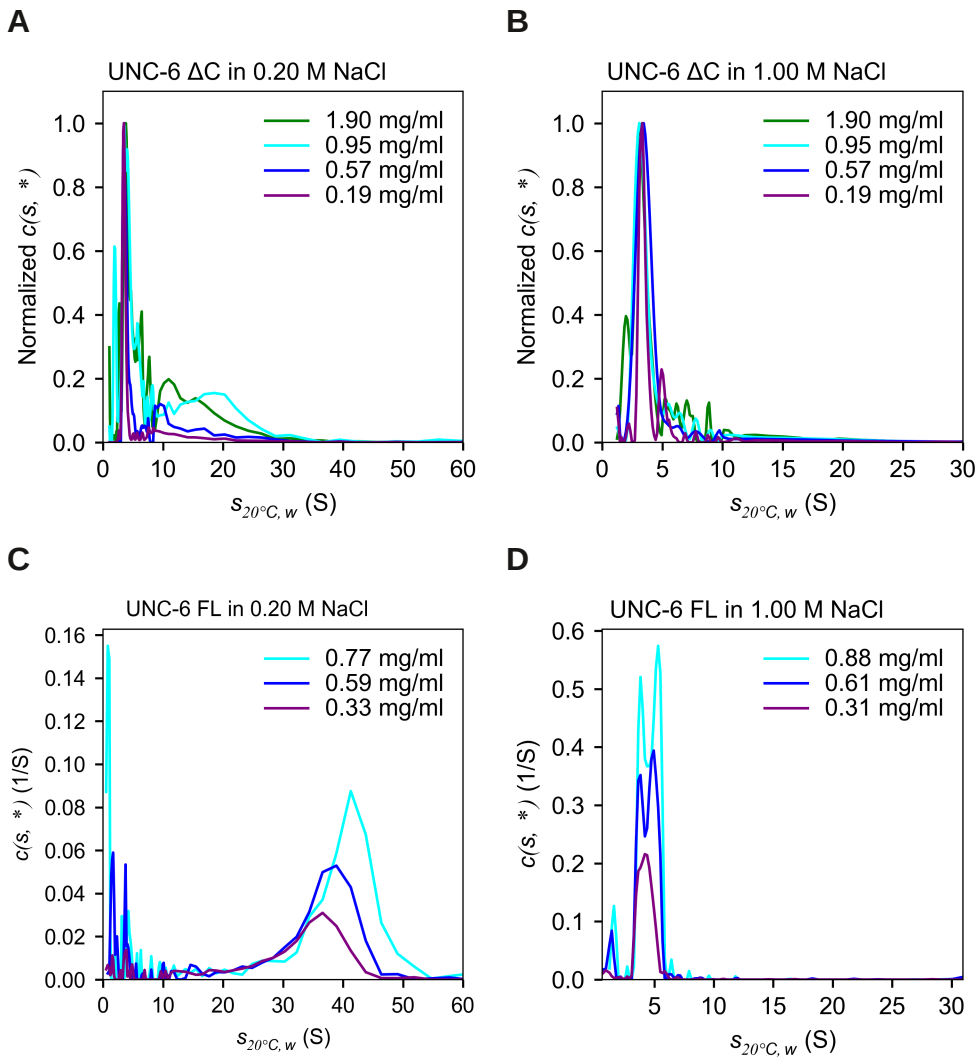 A
UNC-6 ΔC in 0.20 M NaCl
1.90 mg/ml
0.95 mg/ml
0.57 mg/ml
0.19 mg/ml
1.0
0.8
0.6
0.4
0.2
0.0
Normalized c(s, *)
0 10 20 30 40 50 60
s20°C, w (S)
B
UNC-6 ΔC in 1.00 M NaCl
1.90 mg/ml
0.95 mg/ml
0.57 mg/ml
0.19 mg/ml
1.0
0.8
0.6
0.4
0.2
0.0
Normalized c(s, *)
0 5 10 15 20 25 30
s20°C, w (S)
C
UNC-6 FL in 0.20 M NaCl
0.77 mg/ml
0.59 mg/ml
0.33 mg/ml
0.16
0.14
0.12
0.10
0.08
0.06
0.04
0.02
0.00
c(s, *) (1/S)
0 10 20 30 40 50 60
s20°C, w (S)
D
UNC-6 FL in 1.00 M NaCl
0.88 mg/ml
0.61 mg/ml
0.31 mg/ml
0.6
0.5
0.4
0.3
0.2
0.1
0.0
c(s, *) (1/S)
5 10 15 20 25 30
s20°C, w (S)